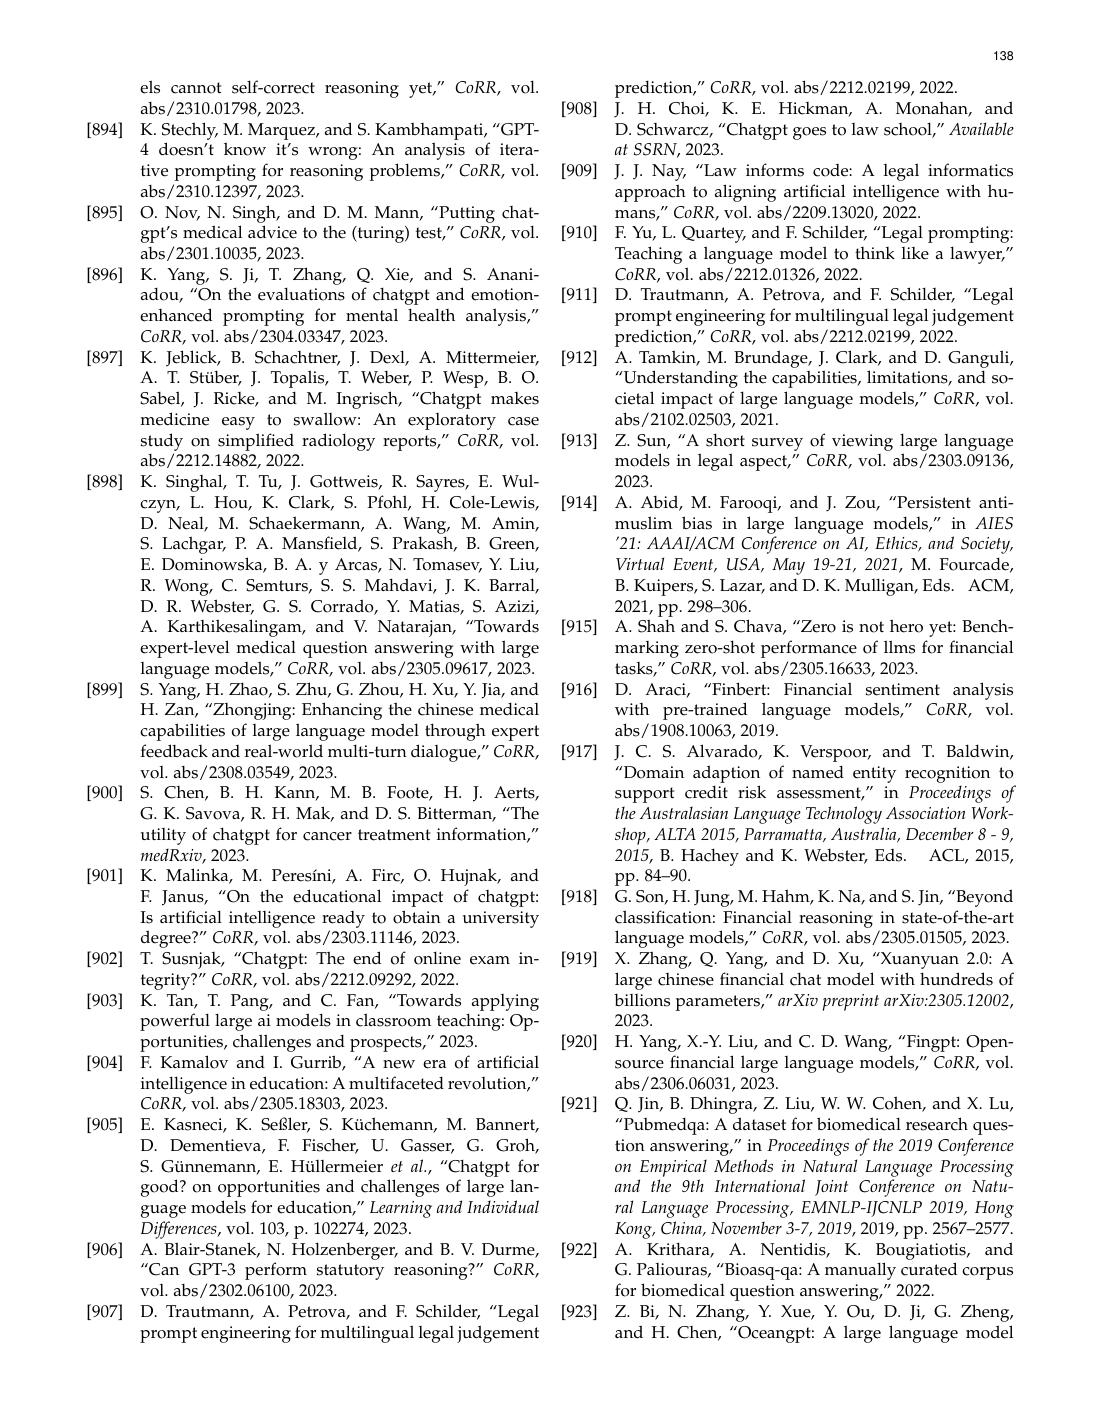 138
els cannot self-correct reasoning yet,” CoRR, vol.
abs/2310.01798, 2023.
[894] K. Stechly, M. Marquez, and S. Kambhampati, “GPT-
4 doesn’t know it’s wrong: An analysis of itera-
tive prompting for reasoning problems,” CoRR, vol.
abs/2310.12397, 2023.
[895] O. Nov, N. Singh, and D. M. Mann, “Putting chat-
gpt’s medical advice to the (turing) test,” CoRR, vol.
abs/2301.10035, 2023.
[896] K. Yang, S. Ji, T. Zhang, Q. Xie, and S. Anani-
adou, “On the evaluations of chatgpt and emotion-
enhanced prompting for mental health analysis,”
CoRR, vol. abs/2304.03347, 2023.
[897] K. Jeblick, B. Schachtner, J. Dexl, A. Mittermeier,
A. T. Stüber, J. Topalis, T. Weber, P. Wesp, B. O.
Sabel, J. Ricke, and M. Ingrisch, “Chatgpt makes
medicine easy to swallow: An exploratory case
study on simplified radiology reports,” CoRR, vol.
abs/2212.14882, 2022.
[898] K. Singhal, T. Tu, J. Gottweis, R. Sayres, E. Wul-
czyn, L. Hou, K. Clark, S. Pfohl, H. Cole-Lewis,
D. Neal, M. Schaekermann, A. Wang, M. Amin,
S. Lachgar, P. A. Mansfield, S. Prakash, B. Green,
E. Dominowska, B. A. y Arcas, N. Tomasev, Y. Liu,
R. Wong, C. Semturs, S. S. Mahdavi, J. K. Barral,
D. R. Webster, G. S. Corrado, Y. Matias, S. Azizi,
A. Karthikesalingam, and V. Natarajan, “Towards
expert-level medical question answering with large
language models,” CoRR, vol. abs/2305.09617, 2023.
[899] S. Yang, H. Zhao, S. Zhu, G. Zhou, H. Xu, Y. Jia, and
H. Zan, “Zhongjing: Enhancing the chinese medical
capabilities of large language model through expert
feedback and real-world multi-turn dialogue,” CoRR,
vol. abs/2308.03549, 2023.
[900] S. Chen, B. H. Kann, M. B. Foote, H. J. Aerts,
G. K. Savova, R. H. Mak, and D. S. Bitterman, “The
utility of chatgpt for cancer treatment information,”
medRxiv, 2023.
[901] K. Malinka, M. Peresíni, A. Firc, O. Hujnak, and
F. Janus, “On the educational impact of chatgpt:
Is artificial intelligence ready to obtain a university
degree?” CoRR, vol. abs/2303.11146, 2023.
[902] T. Susnjak, “Chatgpt: The end of online exam in-
tegrity?” CoRR, vol. abs/2212.09292, 2022.
[903] K. Tan, T. Pang, and C. Fan, “Towards applying
powerful large ai models in classroom teaching: Op-
portunities, challenges and prospects,” 2023.
[904] F. Kamalov and I. Gurrib, “A new era of artificial
intelligence in education: A multifaceted revolution,”
CoRR, vol. abs/2305.18303, 2023.
[905] E. Kasneci, K. Seßler, S. Küchemann, M. Bannert,
D. Dementieva, F. Fischer, U. Gasser, G. Groh,
S. Günnemann, E. Hüllermeier et al., “Chatgpt for
good? on opportunities and challenges of large lan-
guage models for education,” Learning and Individual
Differences, vol. 103, p. 102274, 2023.
[906] A. Blair-Stanek, N. Holzenberger, and B. V. Durme,
“Can GPT-3 perform statutory reasoning?” CoRR,
vol. abs/2302.06100, 2023.
[907] D. Trautmann, A. Petrova, and F. Schilder, “Legal
prompt engineering for multilingual legal judgement
prediction,” CoRR, vol. abs/2212.02199, 2022.
[908] J. H. Choi, K. E. Hickman, A. Monahan, and
D. Schwarcz, “Chatgpt goes to law school,” Available
at SSRN, 2023.
[909] J. J. Nay, “Law informs code: A legal informatics
approach to aligning artificial intelligence with hu-
mans,” CoRR, vol. abs/2209.13020, 2022.
[910] F. Yu, L. Quartey, and F. Schilder, “Legal prompting:
Teaching a language model to think like a lawyer,”
CoRR, vol. abs/2212.01326, 2022.
[911] D. Trautmann, A. Petrova, and F. Schilder, “Legal
prompt engineering for multilingual legal judgement
prediction,” CoRR, vol. abs/2212.02199, 2022.
[912] A. Tamkin, M. Brundage, J. Clark, and D. Ganguli,
“Understanding the capabilities, limitations, and so-
cietal impact of large language models,” CoRR, vol.
abs/2102.02503, 2021.
[913] Z. Sun, “A short survey of viewing large language
models in legal aspect,” CoRR, vol. abs/2303.09136,
2023.
[914] A. Abid, M. Farooqi, and J. Zou, “Persistent anti-
muslim bias in large language models,” in AIES
’21: AAAI/ACM Conference on AI, Ethics, and Society,
Virtual Event, USA, May 19-21, 2021, M. Fourcade,
B. Kuipers, S. Lazar, and D. K. Mulligan, Eds. ACM,
2021, pp. 298–306.
[915] A. Shah and S. Chava, “Zero is not hero yet: Bench-
marking zero-shot performance of llms for financial
tasks,” CoRR, vol. abs/2305.16633, 2023.
[916] D. Araci, “Finbert: Financial sentiment analysis
with pre-trained language models,” CoRR, vol.
abs/1908.10063, 2019.
[917] J. C. S. Alvarado, K. Verspoor, and T. Baldwin,
“Domain adaption of named entity recognition to
support credit risk assessment,” in Proceedings of
the Australasian Language Technology Association Work-
shop, ALTA 2015, Parramatta, Australia, December 8 - 9,
2015, B. Hachey and K. Webster, Eds. ACL, 2015,
pp. 84–90.
[918] G. Son, H. Jung, M. Hahm, K. Na, and S. Jin, “Beyond
classification: Financial reasoning in state-of-the-art
language models,” CoRR, vol. abs/2305.01505, 2023.
[919] X. Zhang, Q. Yang, and D. Xu, “Xuanyuan 2.0: A
large chinese financial chat model with hundreds of
billions parameters,” arXiv preprint arXiv:2305.12002,
2023.
[920] H. Yang, X.-Y. Liu, and C. D. Wang, “Fingpt: Open-
source financial large language models,” CoRR, vol.
abs/2306.06031, 2023.
[921] Q. Jin, B. Dhingra, Z. Liu, W. W. Cohen, and X. Lu,
“Pubmedqa: A dataset for biomedical research ques-
tion answering,” in Proceedings of the 2019 Conference
on Empirical Methods in Natural Language Processing
and the 9th International Joint Conference on Natu-
ral Language Processing, EMNLP-IJCNLP 2019, Hong
Kong, China, November 3-7, 2019, 2019, pp. 2567–2577.
[922] A. Krithara, A. Nentidis, K. Bougiatiotis, and
G. Paliouras, “Bioasq-qa: A manually curated corpus
for biomedical question answering,” 2022.
[923] Z. Bi, N. Zhang, Y. Xue, Y. Ou, D. Ji, G. Zheng,
and H. Chen, “Oceangpt: A large language model